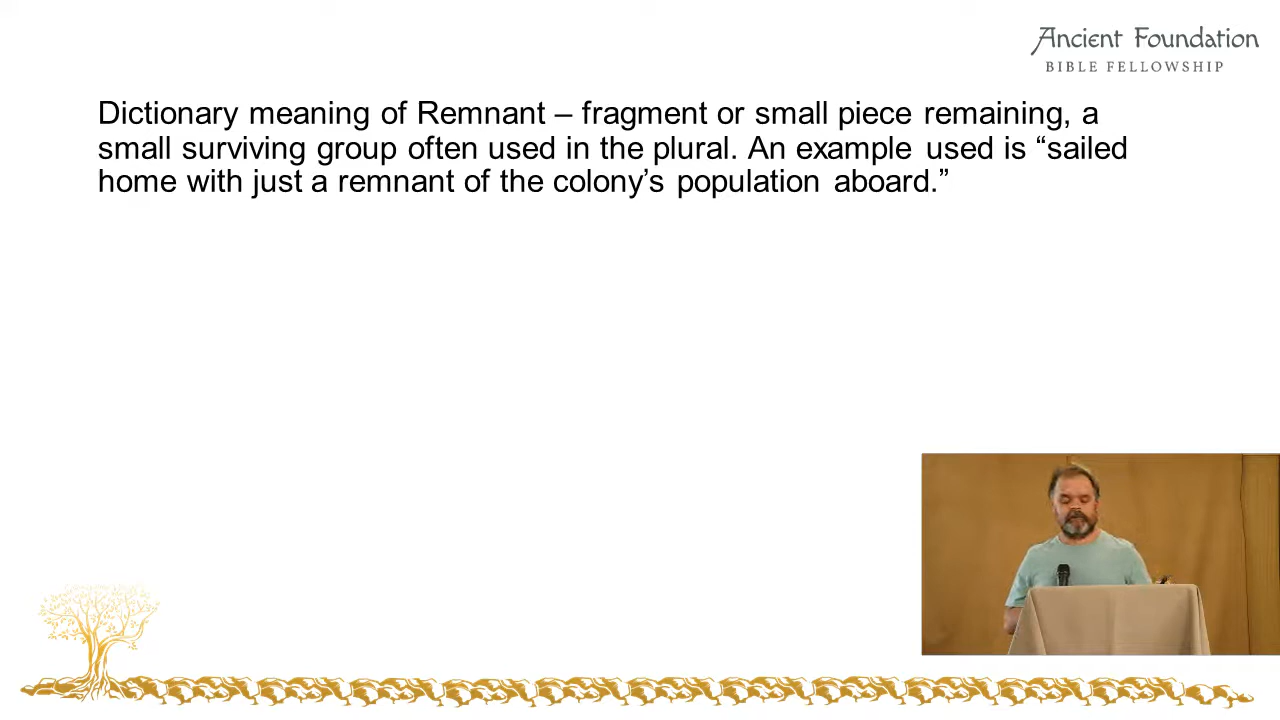 Ancient Foundation
BIBLE FELLOWSHIP
Dictionary meaning of Remnant – fragment or small piece remaining, a
small surviving group often used in the plural. An example used is “sailed
home with just a remnant of the colony’s population aboard.”